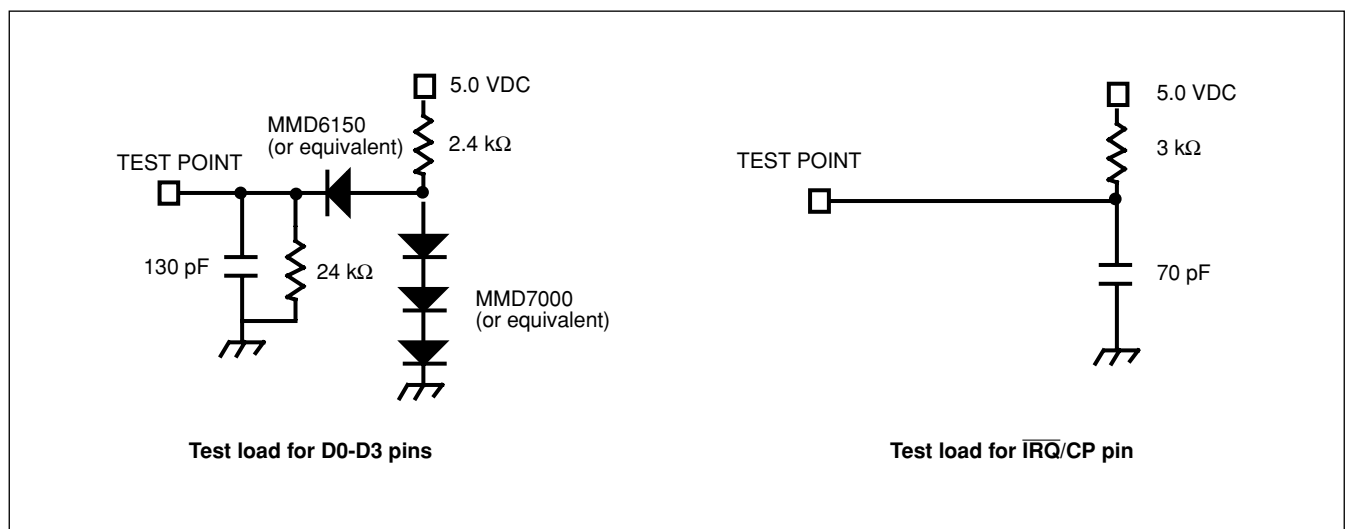 5.0 VDC
MMD6150
(or equivalent)
2.4 kΩ
TEST POINT
130 pF
24 kΩ
MMD7000
(or equivalent)
Test load for D0-D3 pins
5.0 VDC
3 kΩ
TEST POINT
70 pF
Test load for I̅R̅Q̅/CP pin